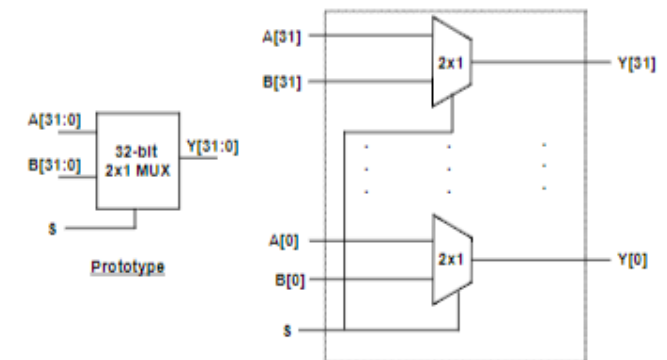 A[31:0]
B[31:0]
32-bit
2x1 MUX
Y[31:0]
S
Prototype
A[31]
B[31]
2x1
Y[31]
A[0]
B[0]
2x1
Y[0]
S